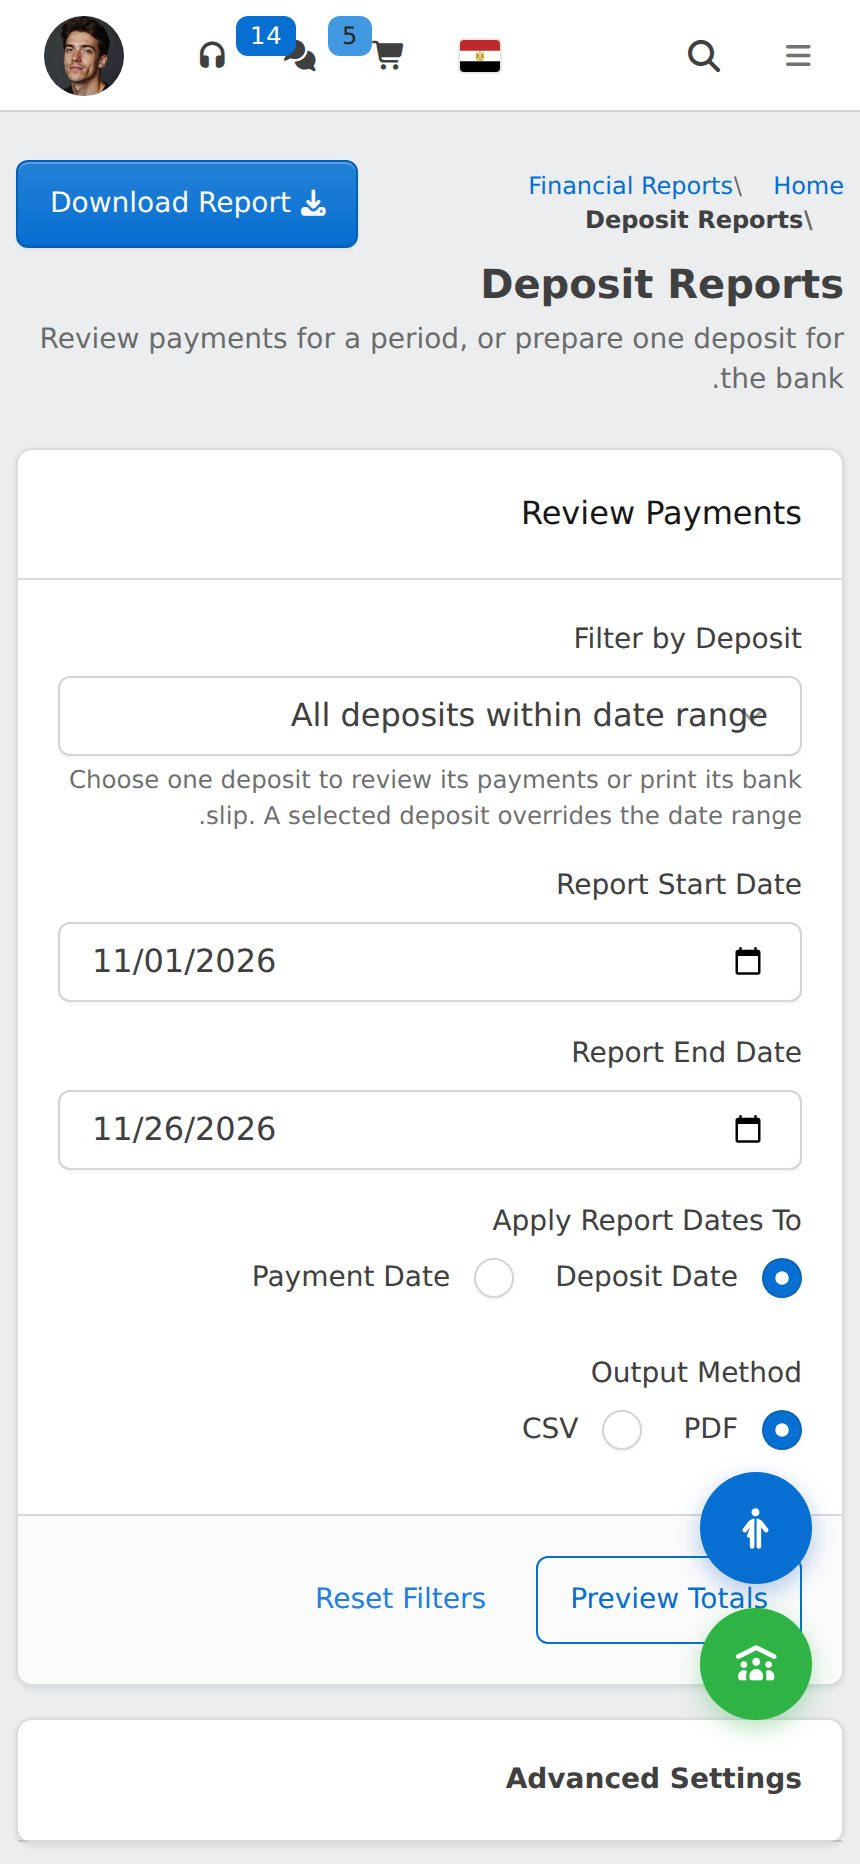 14
5
Download Report
Home
Financial Reports\
Deposit Reports\
Deposit Reports
Review payments for a period, or prepare one deposit for
.the bank
Review Payments
Filter by Deposit
All deposits within date range
Choose one deposit to review its payments or print its bank
.slip. A selected deposit overrides the date range
Report Start Date
11/01/2026
Report End Date
11/26/2026
Apply Report Dates To
Deposit Date
Payment Date
Output Method
PDF
CSV
Preview Totals
Reset Filters
Advanced Settings